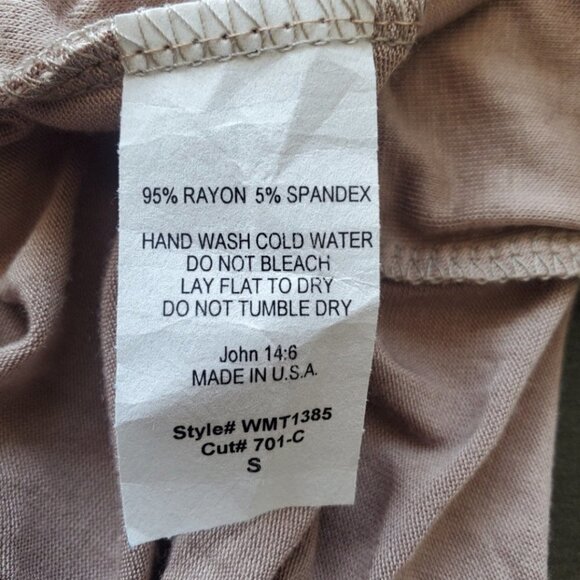 95% RAYON 5% SPANDEX
HAND WASH COLD WATER
DO NOT BLEACH
LAY FLAT TO DRY
DO NOT TUMBLE DRY
John 14:6
MADE IN U.S.A.
Style# WMT1385
Cut# 701-C
S